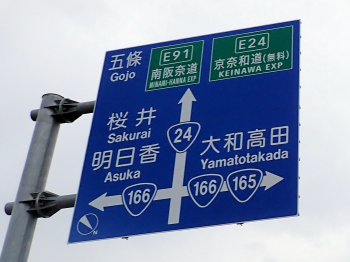 五條
Gojo
E91
南阪奈道
MINAMI-HANNA EXP
E24
京奈和道(無料)
KEINAWA EXP
桜井
Sakurai
明日香
Asuka
24
大和高田
Yamatotakada
166
166
165
N